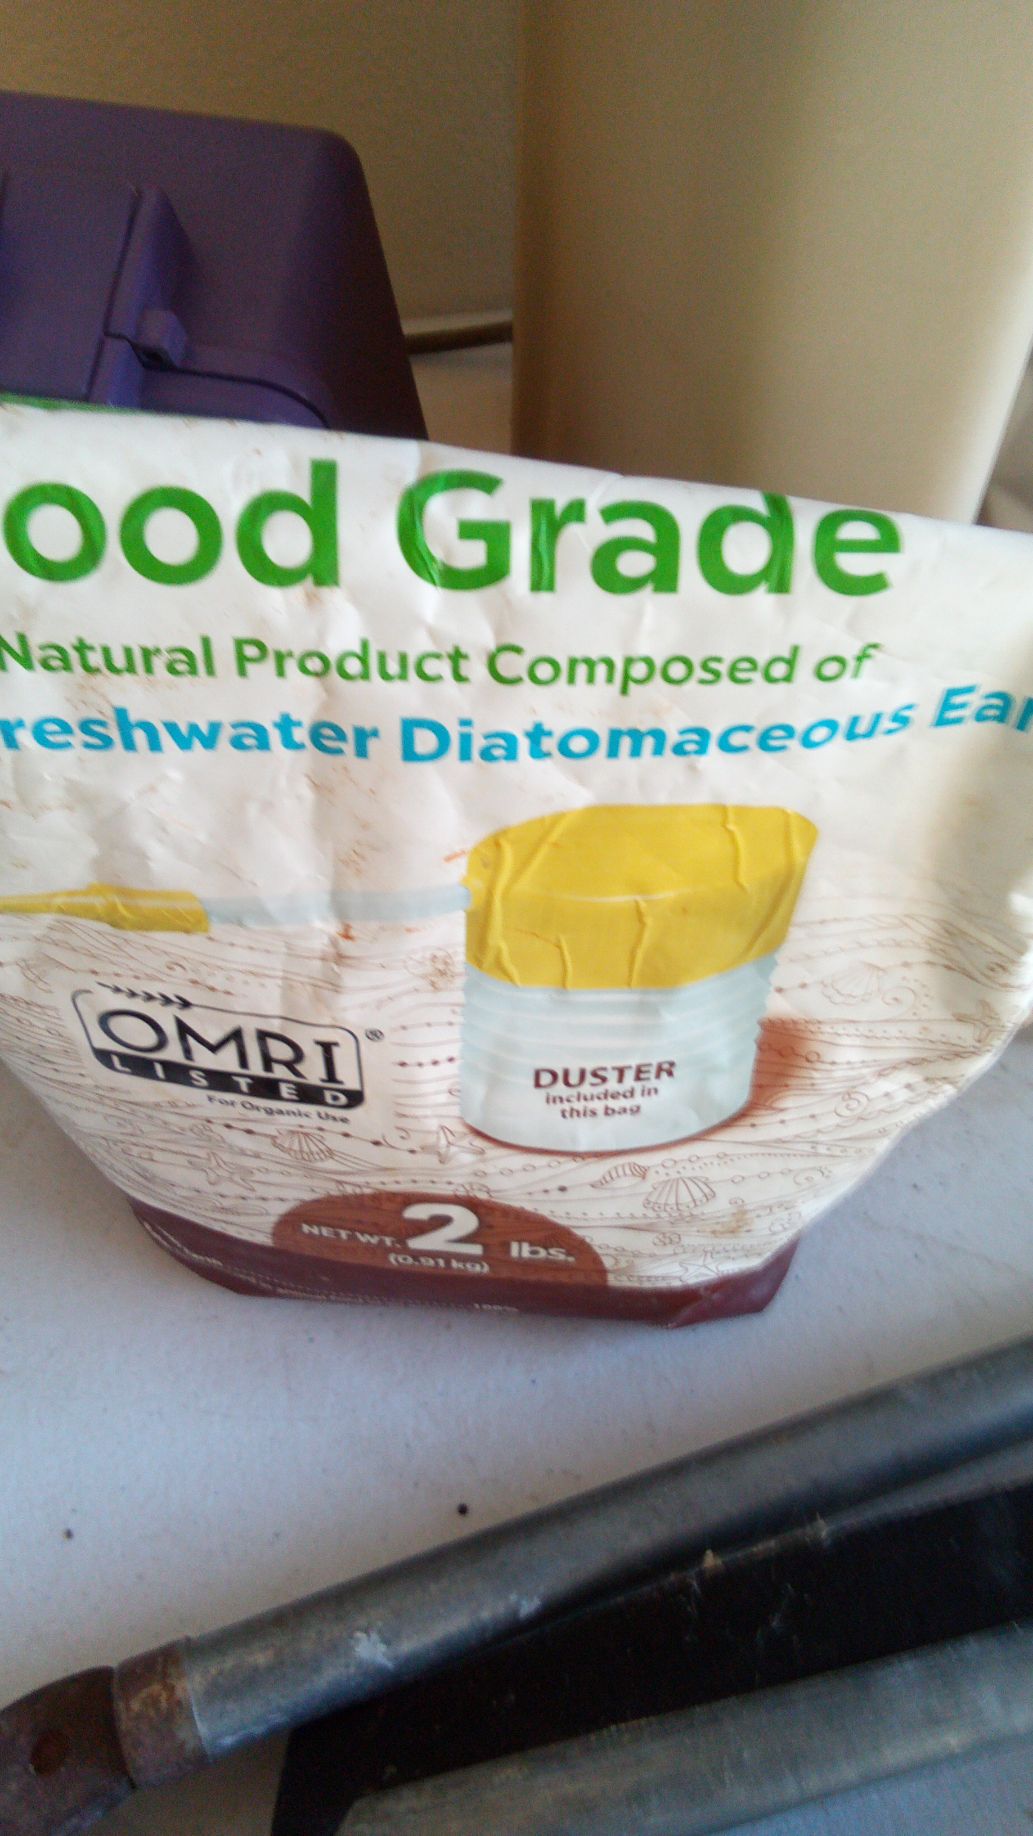 ood Grade
Natural Product Composed of
reshwater Diatomaceous Ear
OMRI®
LISTED
For Organic Use
DUSTER
included in
this bag
NET WT. 2 lbs.
(0.91 kg)